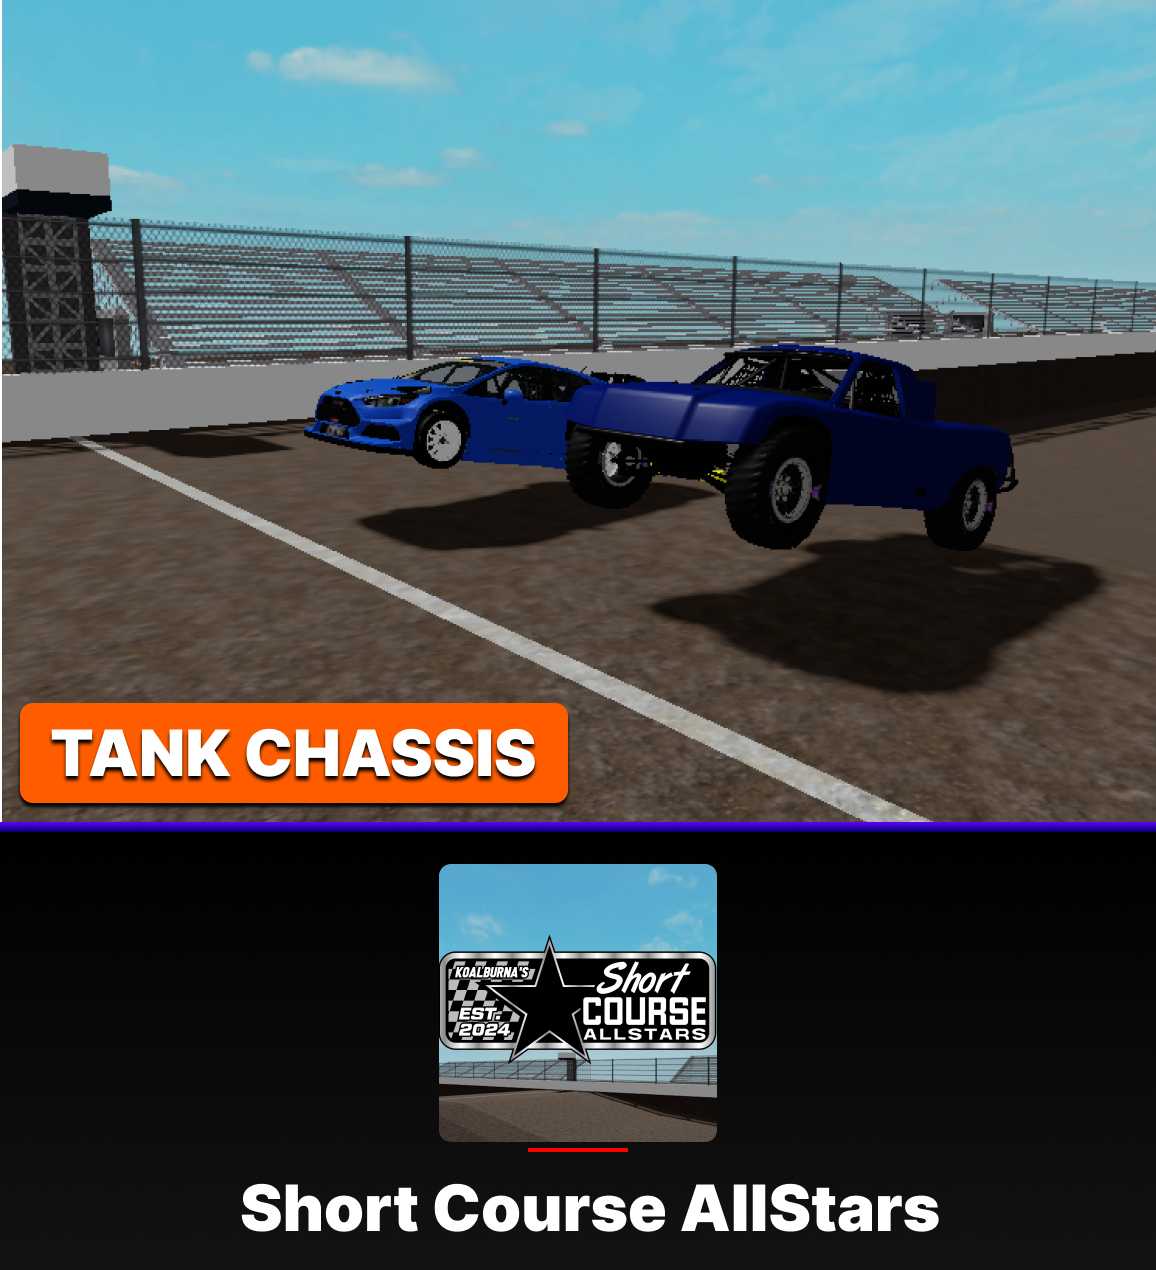 TANK CHASSIS
KOALBURNA'S
EST.
2024
Short
COURSE
ALLSTARS
Short Course AllStars